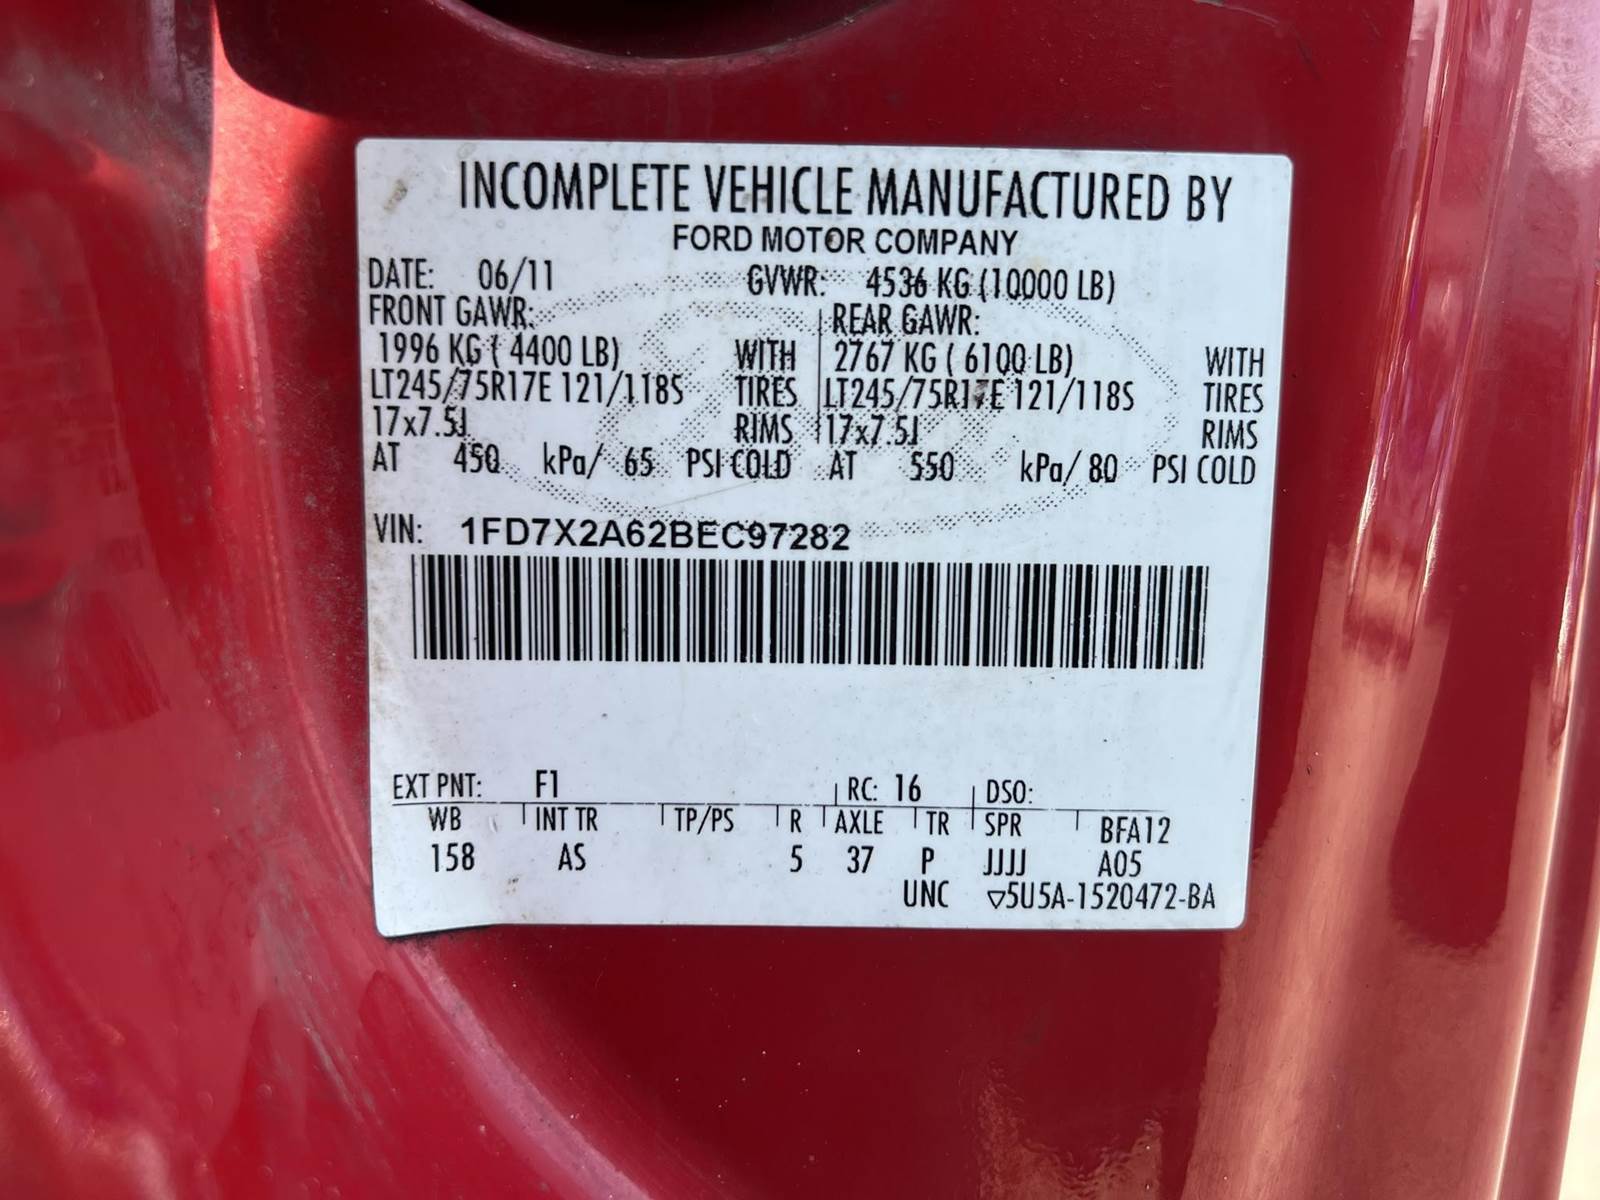 INCOMPLETE VEHICLE MANUFACTURED BY
FORD MOTOR COMPANY
DATE: 06/11 GVWR: 4536 KG (10000 LB)
FRONT GAWR: REAR GAWR:
1996 KG ( 4400 LB) WITH 2767 KG ( 6100 LB) WITH
LT245/75R17E 121/118S TIRES LT245/75R17E 121/118S TIRES
17x7.5J RIMS 17x7.5J RIMS
AT 450 kPa/ 65 PSI COLD AT 550 kPa/ 80 PSI COLD
VIN: 1FD7X2A62BEC97282
EXT PNT: F1 RC: 16 DSO:
WB INT TR TP/PS R AXLE TR SPR BFA12
158 AS 5 37 P JJJJ A05
UNC ▽5U5A-1520472-BA